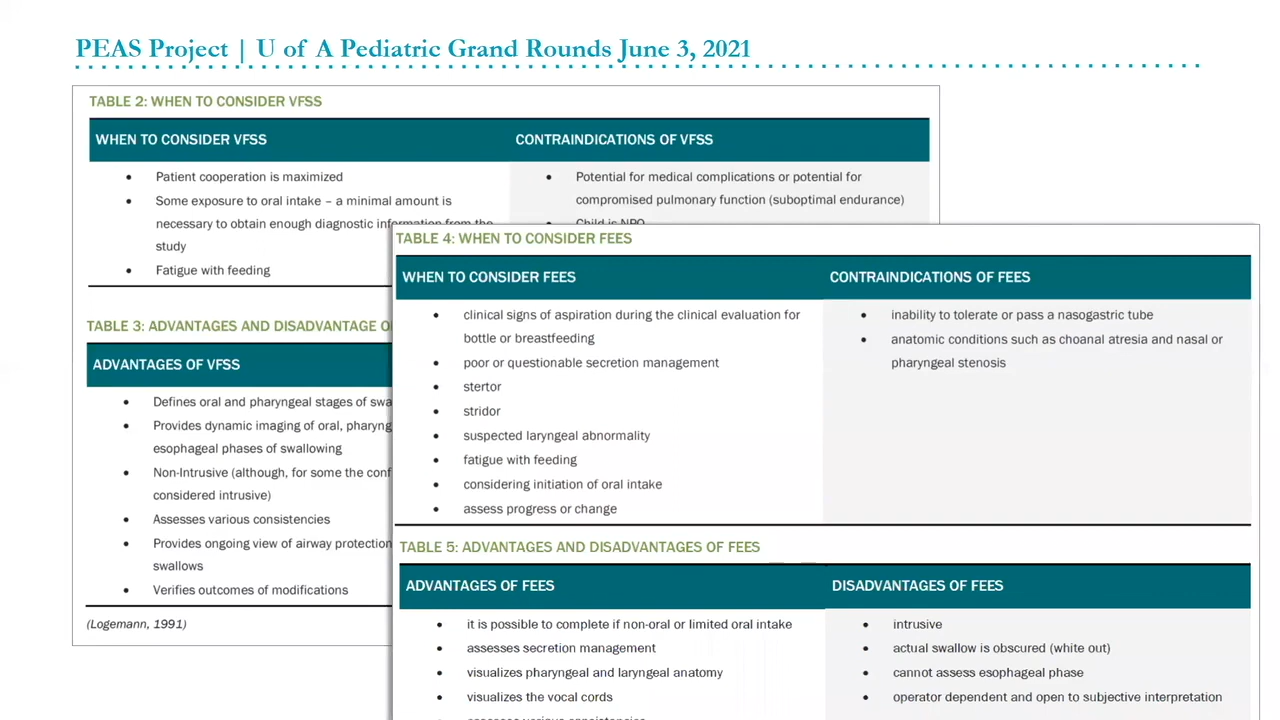 PEAS Project | U of A Pediatric Grand Rounds June 3, 2021
TABLE 2: WHEN TO CONSIDER VFSS
WHEN TO CONSIDER VFSS
• Patient cooperation is maximized
• Some exposure to oral intake – a minimal amount is
necessary to obtain enough diagnostic information from the
study
• Fatigue with feeding
CONTRAINDICATIONS OF VFSS
• Potential for medical complications or potential for
compromised pulmonary function (suboptimal endurance)
• Child is NPO
TABLE 3: ADVANTAGES AND DISADVANTAGE
ADVANTAGES OF VFSS
• Defines oral and pharyngeal stages of
• Provides dynamic imaging of oral,
esophageal phases of swallowing
• Non-Intrusive (although, for some the
considered intrusive)
• Assesses various consistencies
• Provides ongoing view of airway protection
swallows
• Verifies outcomes of modifications
(Logemann, 1991)
TABLE 4: WHEN TO CONSIDER FEES
WHEN TO CONSIDER FEES
• clinical signs of aspiration during the clinical evaluation for
bottle or breastfeeding
• poor or questionable secretion management
• stertor
• stridor
• suspected laryngeal abnormality
• fatigue with feeding
• considering initiation of oral intake
• assess progress or change
CONTRAINDICATIONS OF FEES
• inability to tolerate or pass a nasogastric tube
• anatomic conditions such as choanal atresia and nasal or
pharyngeal stenosis
TABLE 5: ADVANTAGES AND DISADVANTAGES OF FEES
ADVANTAGES OF FEES
• it is possible to complete if non-oral or limited oral intake
• assesses secretion management
• visualizes pharyngeal and laryngeal anatomy
• visualizes the vocal cords
DISADVANTAGES OF FEES
• intrusive
• actual swallow is obscured (white out)
• cannot assess esophageal phase
• operator dependent and open to subjective interpretation